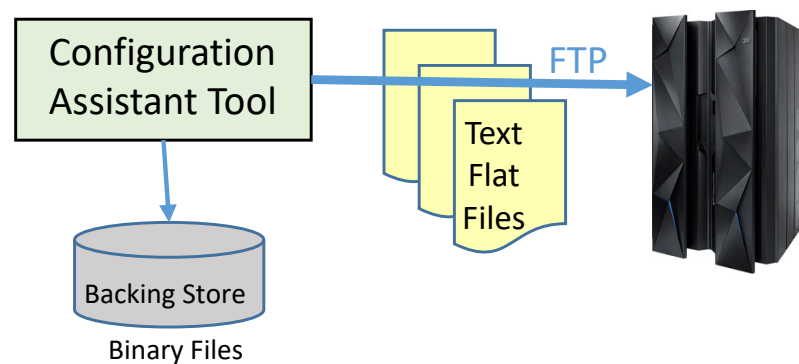 Configuration
Assistant Tool
FTP
Text
Flat
Files
Backing Store
Binary Files